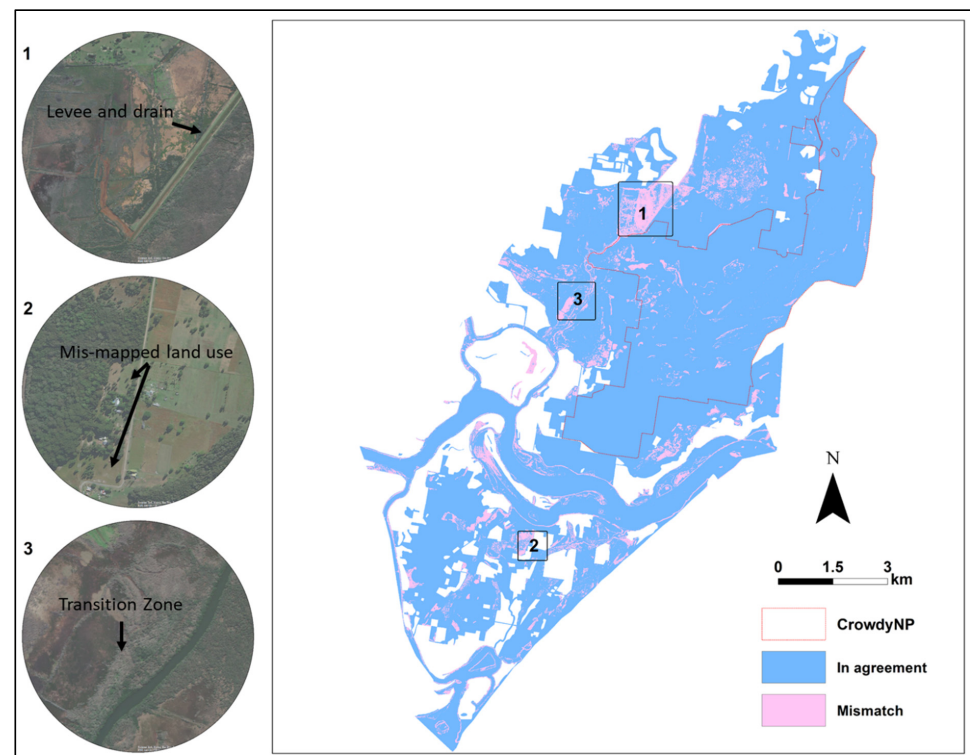 1
Levee and drain
2
Mis-mapped land use
3
Transition Zone
1
3
2
N
0 1.5 3
km
CrowdyNP
In agreement
Mismatch